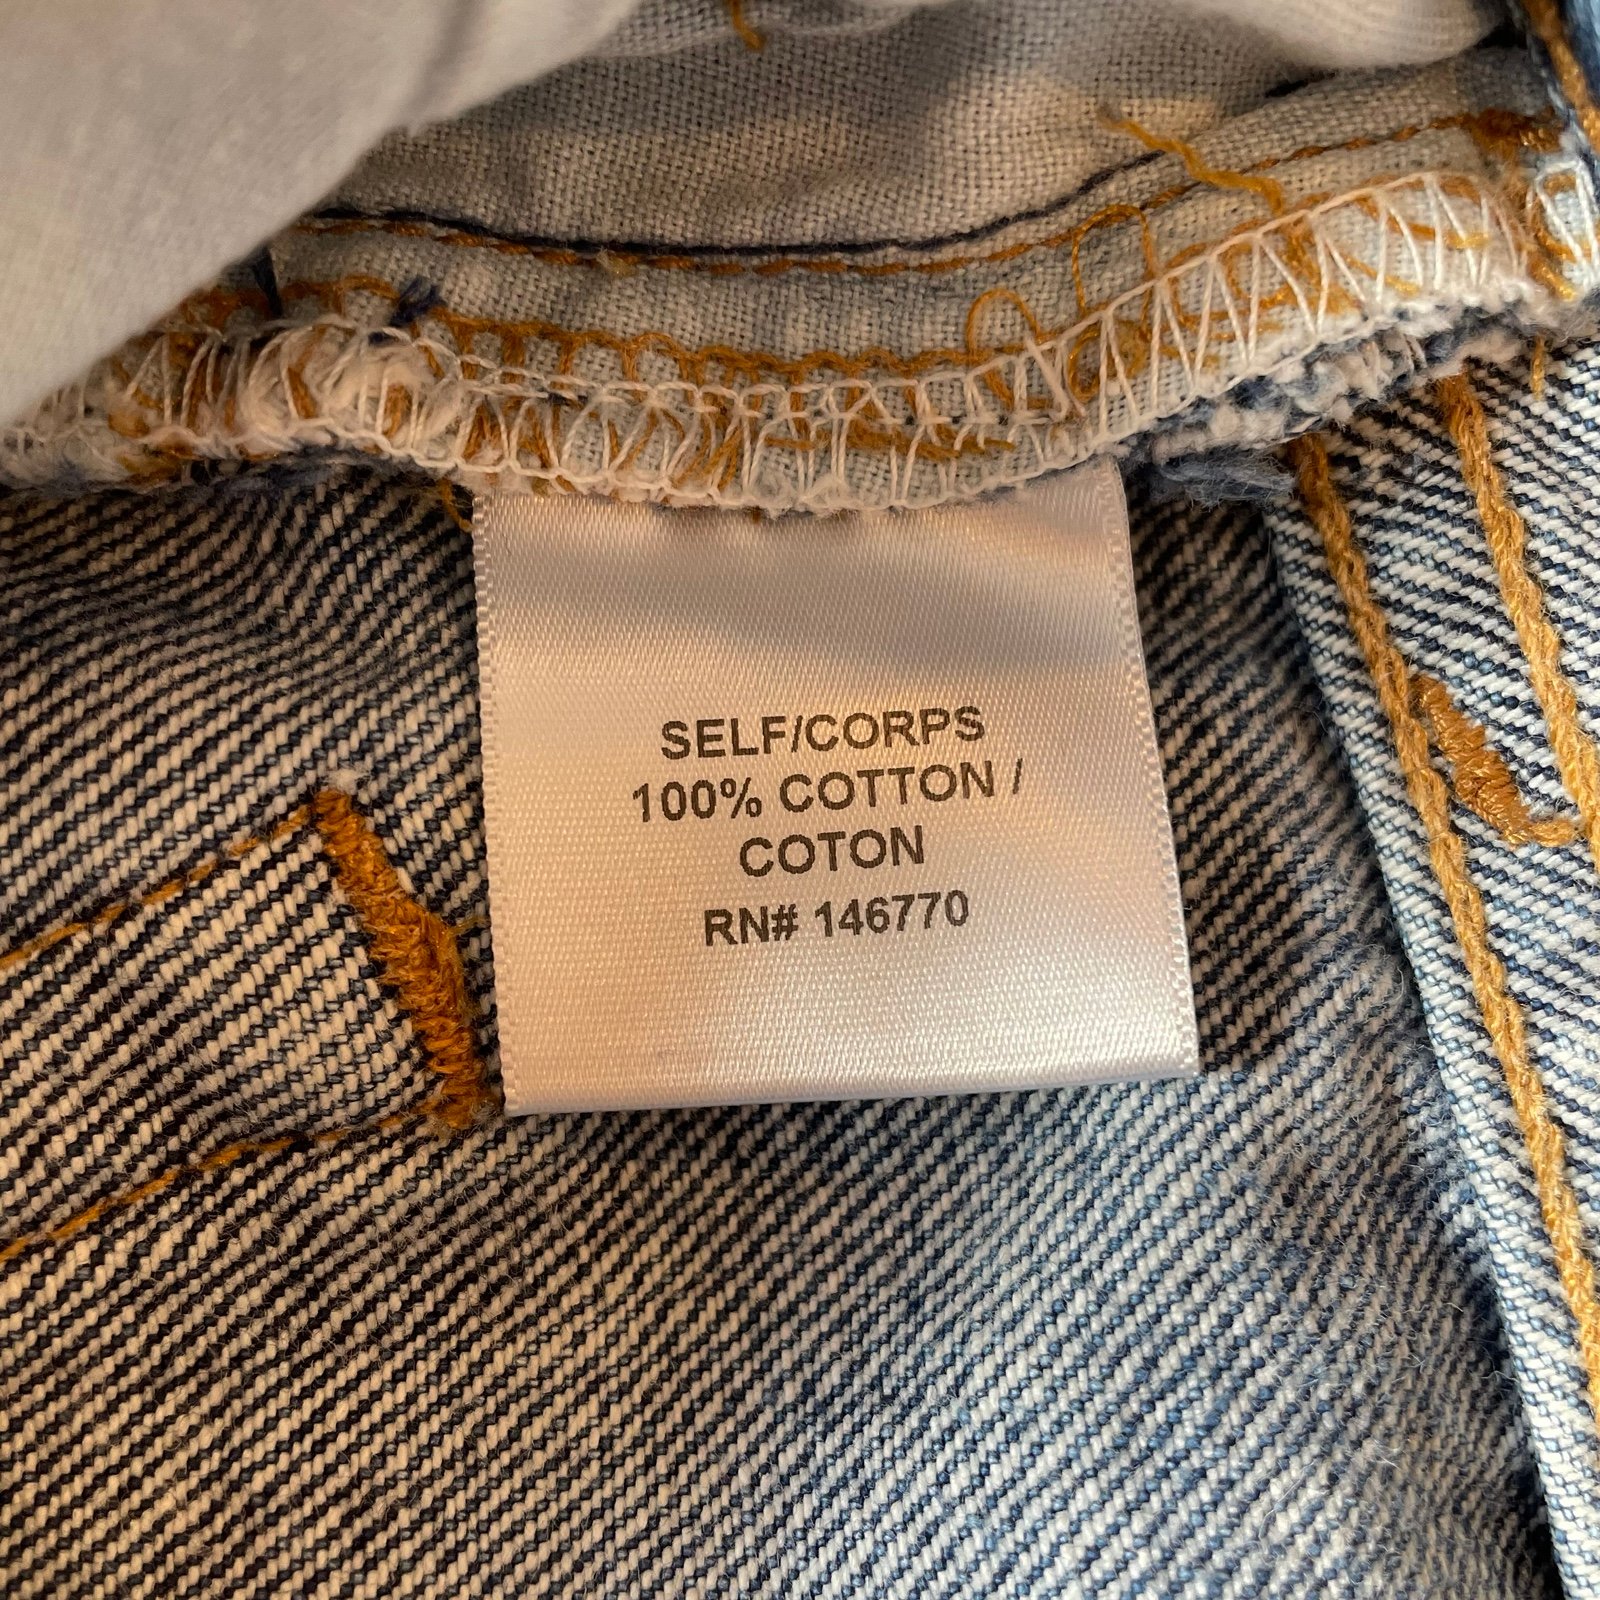 SELF/CORPS
100% COTTON /
COTON
RN# 146770